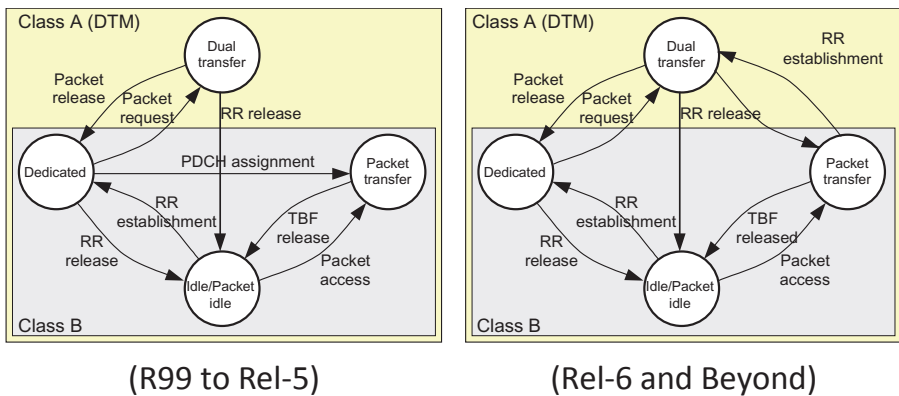 Class A (DTM)
Dual
transfer
Packet
release
Packet
request
RR release
Dedicated
PDCH assignment
Packet
transfer
RR
establishment
TBF
release
RR
release
Packet
access
Idle/Packet
idle
Class B
(R99 to Rel-5)
Class A (DTM)
Dual
transfer
RR
establishment
Packet
release
Packet
request
RR release
Dedicated
Packet
transfer
RR
establishment
TBF
released
RR
release
Packet
access
Idle/Packet
idle
Class B
(Rel-6 and Beyond)